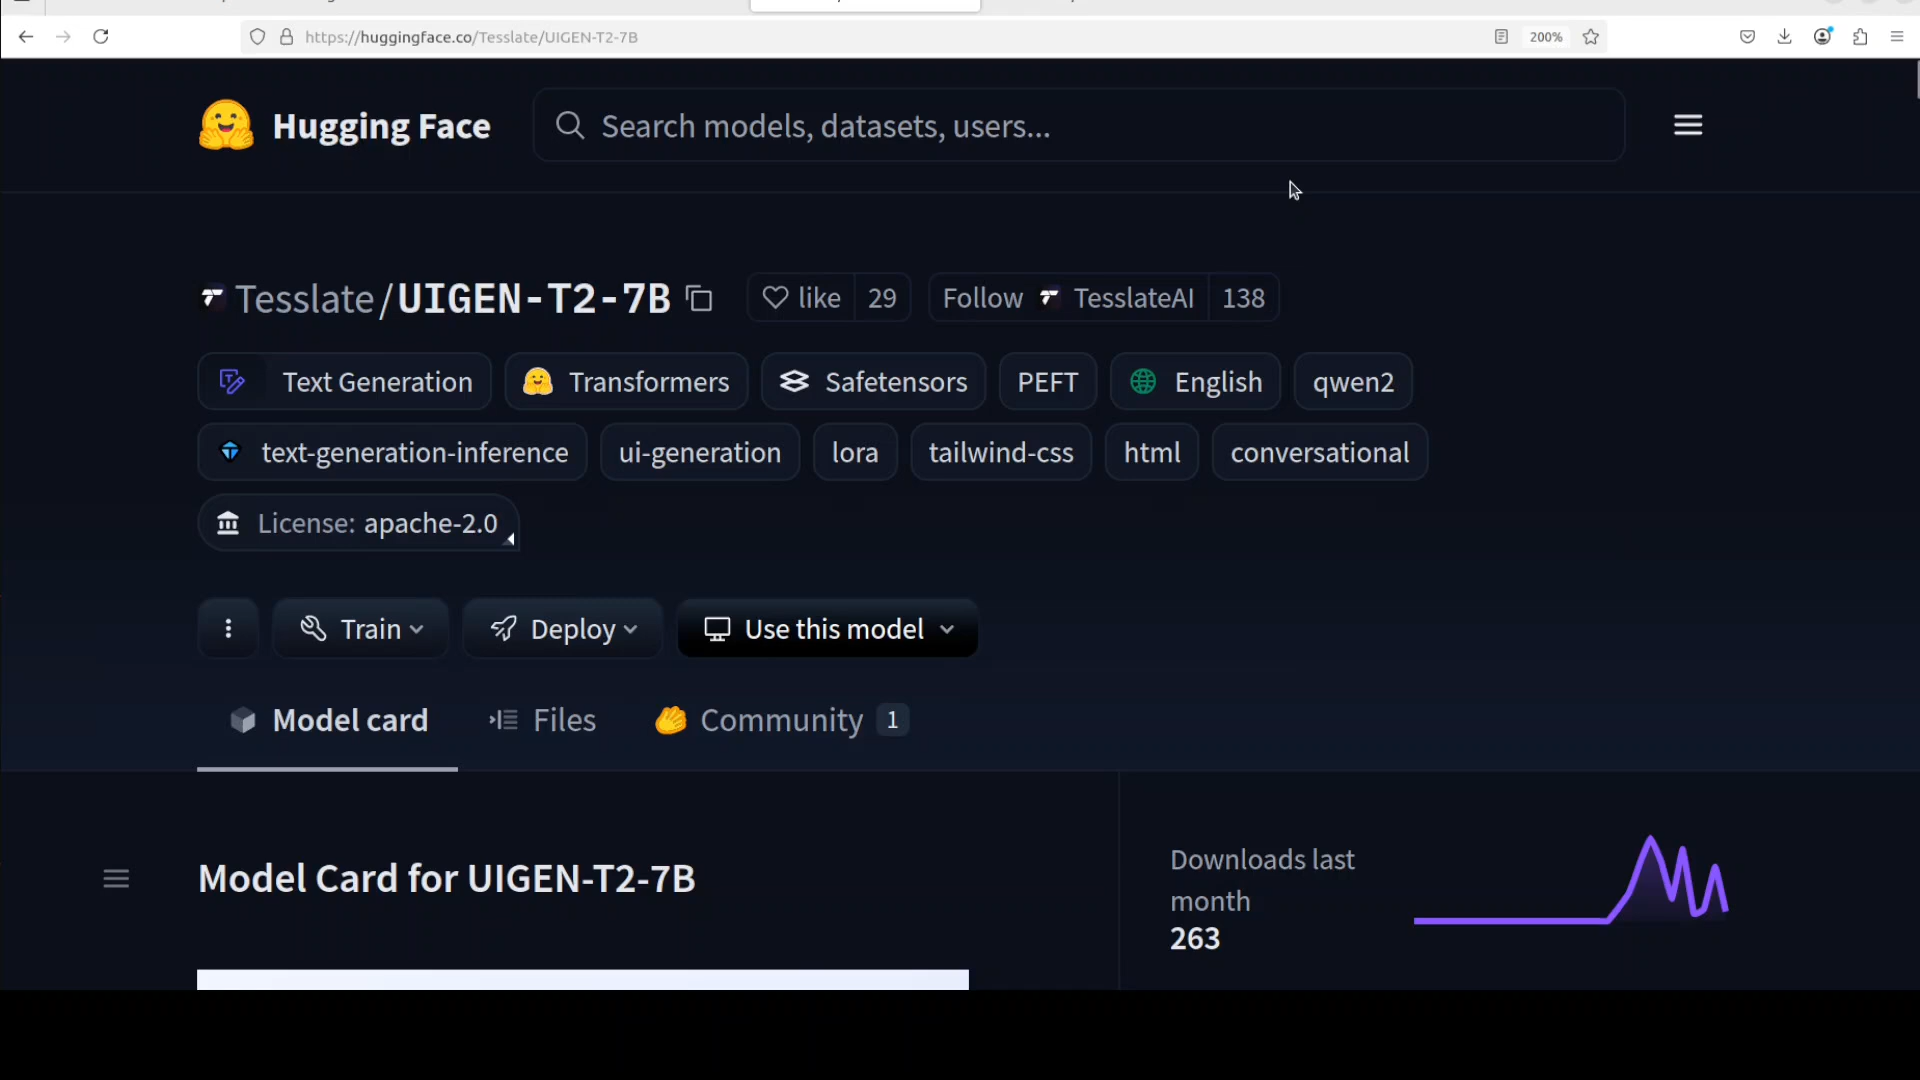 https://huggingface.co/Tesslate/UIGEN-T2-7B
200%
Hugging Face
Search models, datasets, users...
Tesslate/UIGEN-T2-7B
like 29
Follow TesslateAI 138
Text Generation Transformers Safetensors PEFT English qwen2
text-generation-inference ui-generation lora tailwind-css html conversational
License: apache-2.0
Train Deploy Use this model
Model card Files Community 1
Model Card for UIGEN-T2-7B
Downloads last
month
263